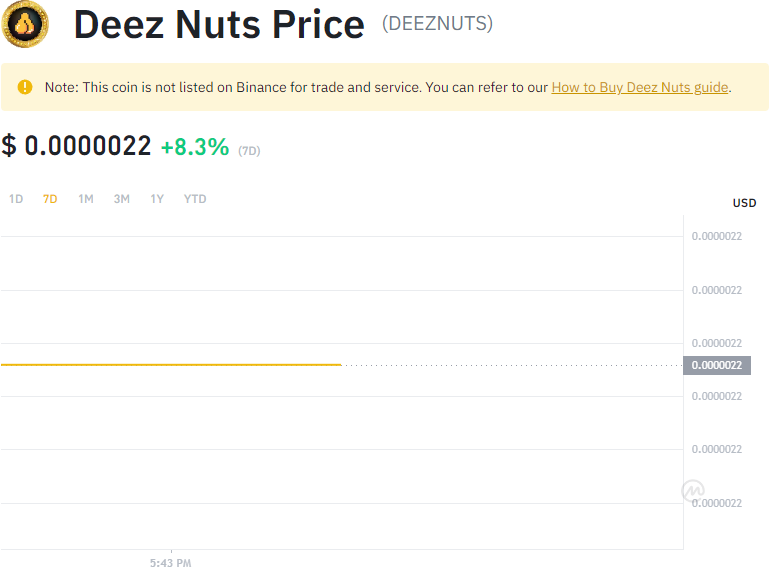 Deez Nuts Price (DEEZNUTS)
Note: This coin is not listed on Binance for trade and service. You can refer to our How to Buy Deez Nuts guide.
$ 0.0000022 +8.3% (7D)
1D 7D 1M 3M 1Y YTD
USD
0.0000022
0.0000022
0.0000022
0.0000022
0.0000022
0.0000022
0.0000022
5:43 PM